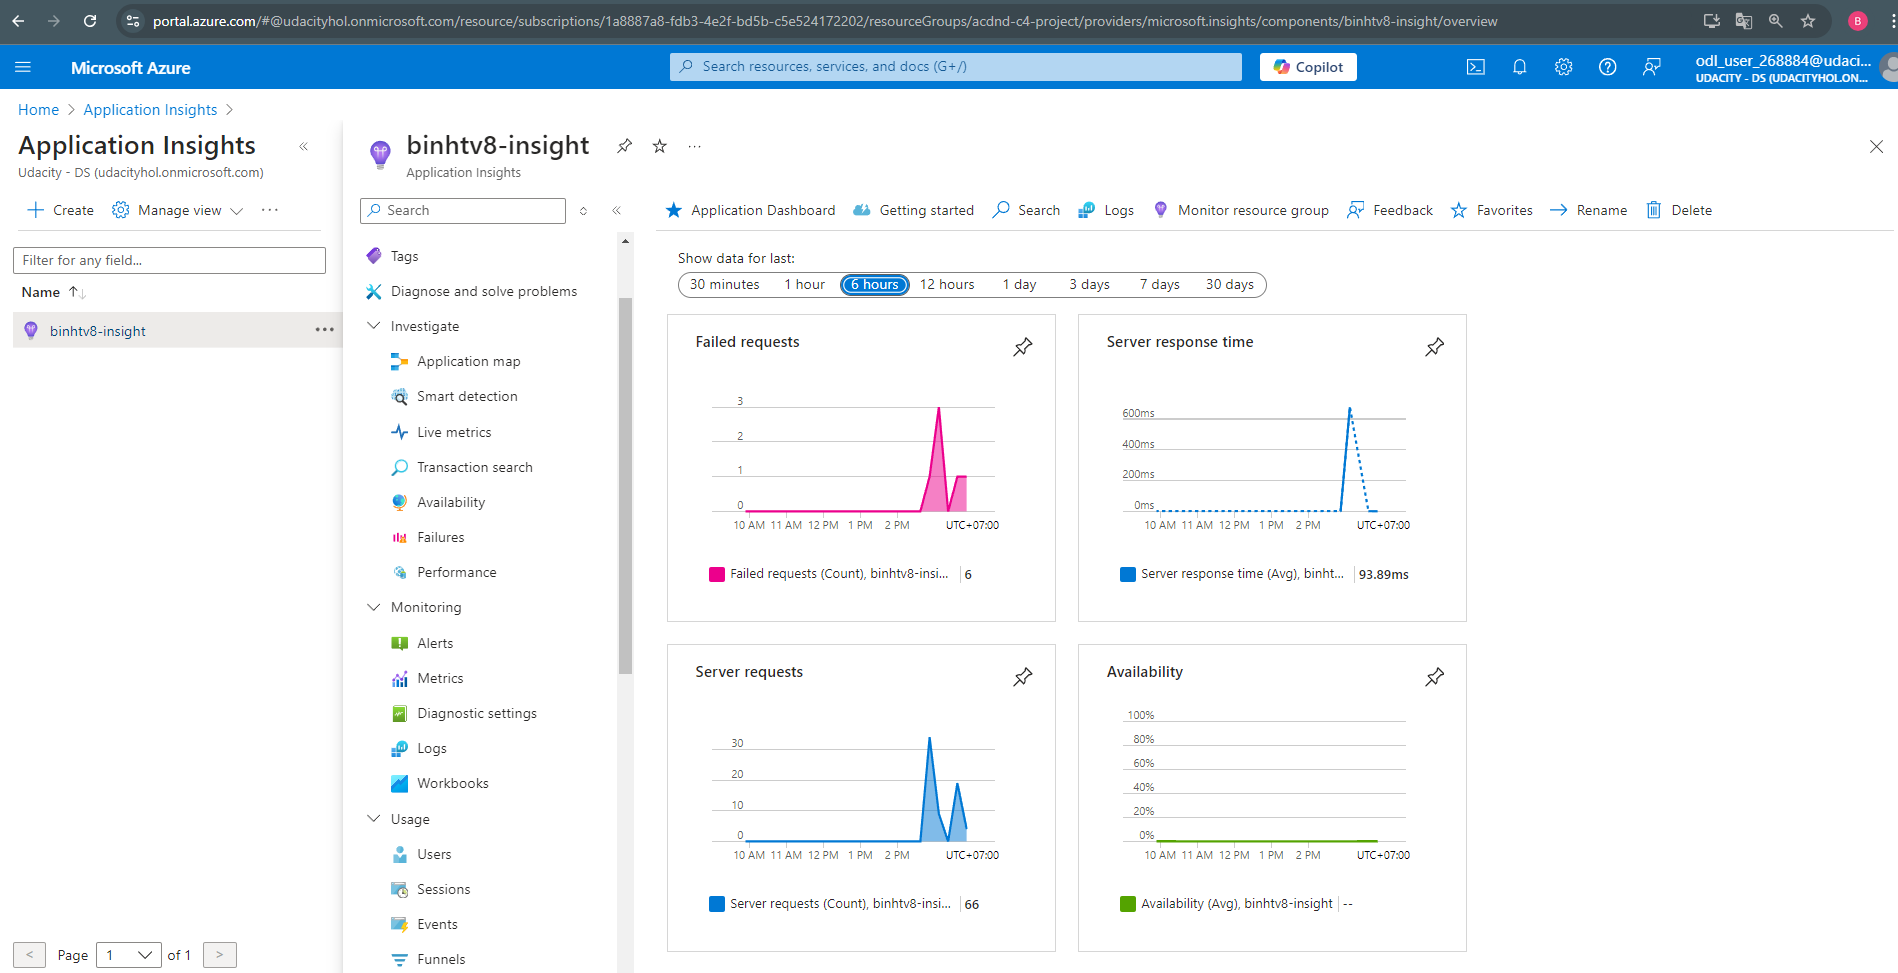 portal.azure.com/#@udacityhol.onmicrosoft.com/resource/subscriptions/1a8887a8-fdb3-4e2f-bd5b-c5e524172202/resourceGroups/acdnd-c4-project/providers/microsoft.insights/components/binhtv8-insight/overview
B
Microsoft Azure
Search resources, services, and docs (G+/)
Copilot
odl_user_268884@udaci...
UDACITY - DS (UDACITYHOL.ON...
Home > Application Insights >
Application Insights
Udacity - DS (udacityhol.onmicrosoft.com)
Create
Manage view
Filter for any field...
Name
binhtv8-insight
Page 1 of 1
binhtv8-insight
Application Insights
Search
Tags
Diagnose and solve problems
Investigate
Application map
Smart detection
Live metrics
Transaction search
Availability
Failures
Performance
Monitoring
Alerts
Metrics
Diagnostic settings
Logs
Workbooks
Usage
Users
Sessions
Events
Funnels
Application Dashboard
Getting started
Search
Logs
Monitor resource group
Feedback
Favorites
Rename
Delete
Show data for last:
30 minutes 1 hour 6 hours 12 hours 1 day 3 days 7 days 30 days
Failed requests
3
2
1
0
10 AM 11 AM 12 PM 1 PM 2 PM UTC+07:00
Failed requests (Count), binhtv8-insi... 6
Server response time
600ms
400ms
200ms
0ms
10 AM 11 AM 12 PM 1 PM 2 PM UTC+07:00
Server response time (Avg), binht... 93.89ms
Server requests
30
20
10
0
10 AM 11 AM 12 PM 1 PM 2 PM UTC+07:00
Server requests (Count), binhtv8-insi... 66
Availability
100%
80%
60%
40%
20%
0%
10 AM 11 AM 12 PM 1 PM 2 PM UTC+07:00
Availability (Avg), binhtv8-insight --